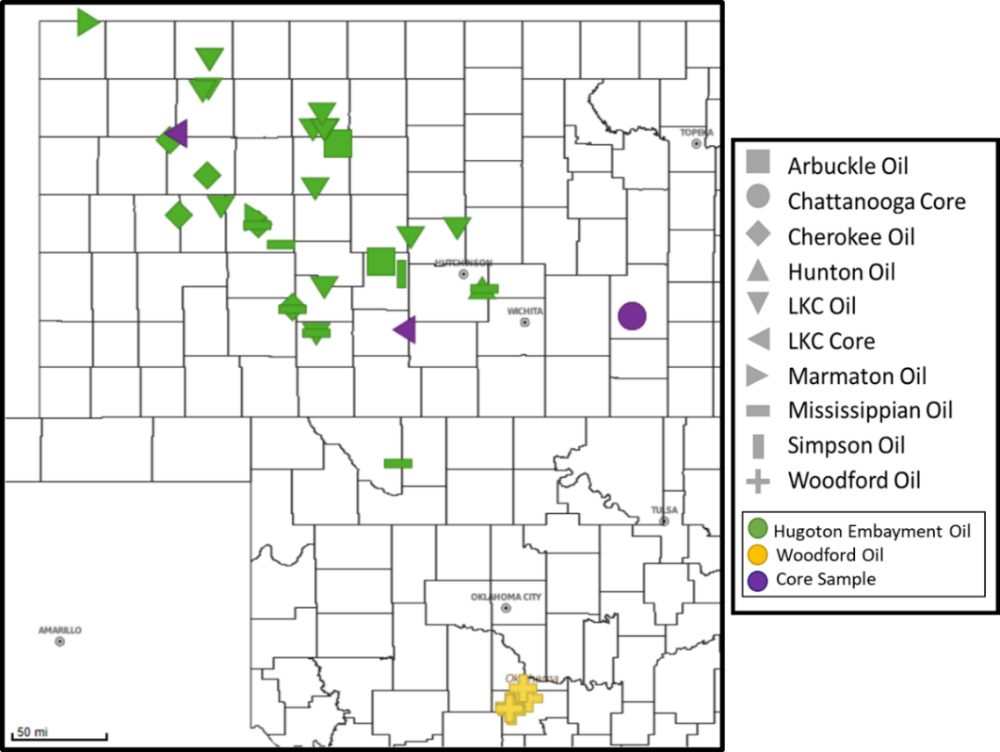 TOPEKA
HUTCHINSON
WICHITA
TULSA
OKLAHOMA CITY
AMARILLO
Oklahoma
50 mi
Arbuckle Oil
Chattanooga Core
Cherokee Oil
Hunton Oil
LKC Oil
LKC Core
Marmaton Oil
Mississippian Oil
Simpson Oil
Woodford Oil
Hugoton Embayment Oil
Woodford Oil
Core Sample